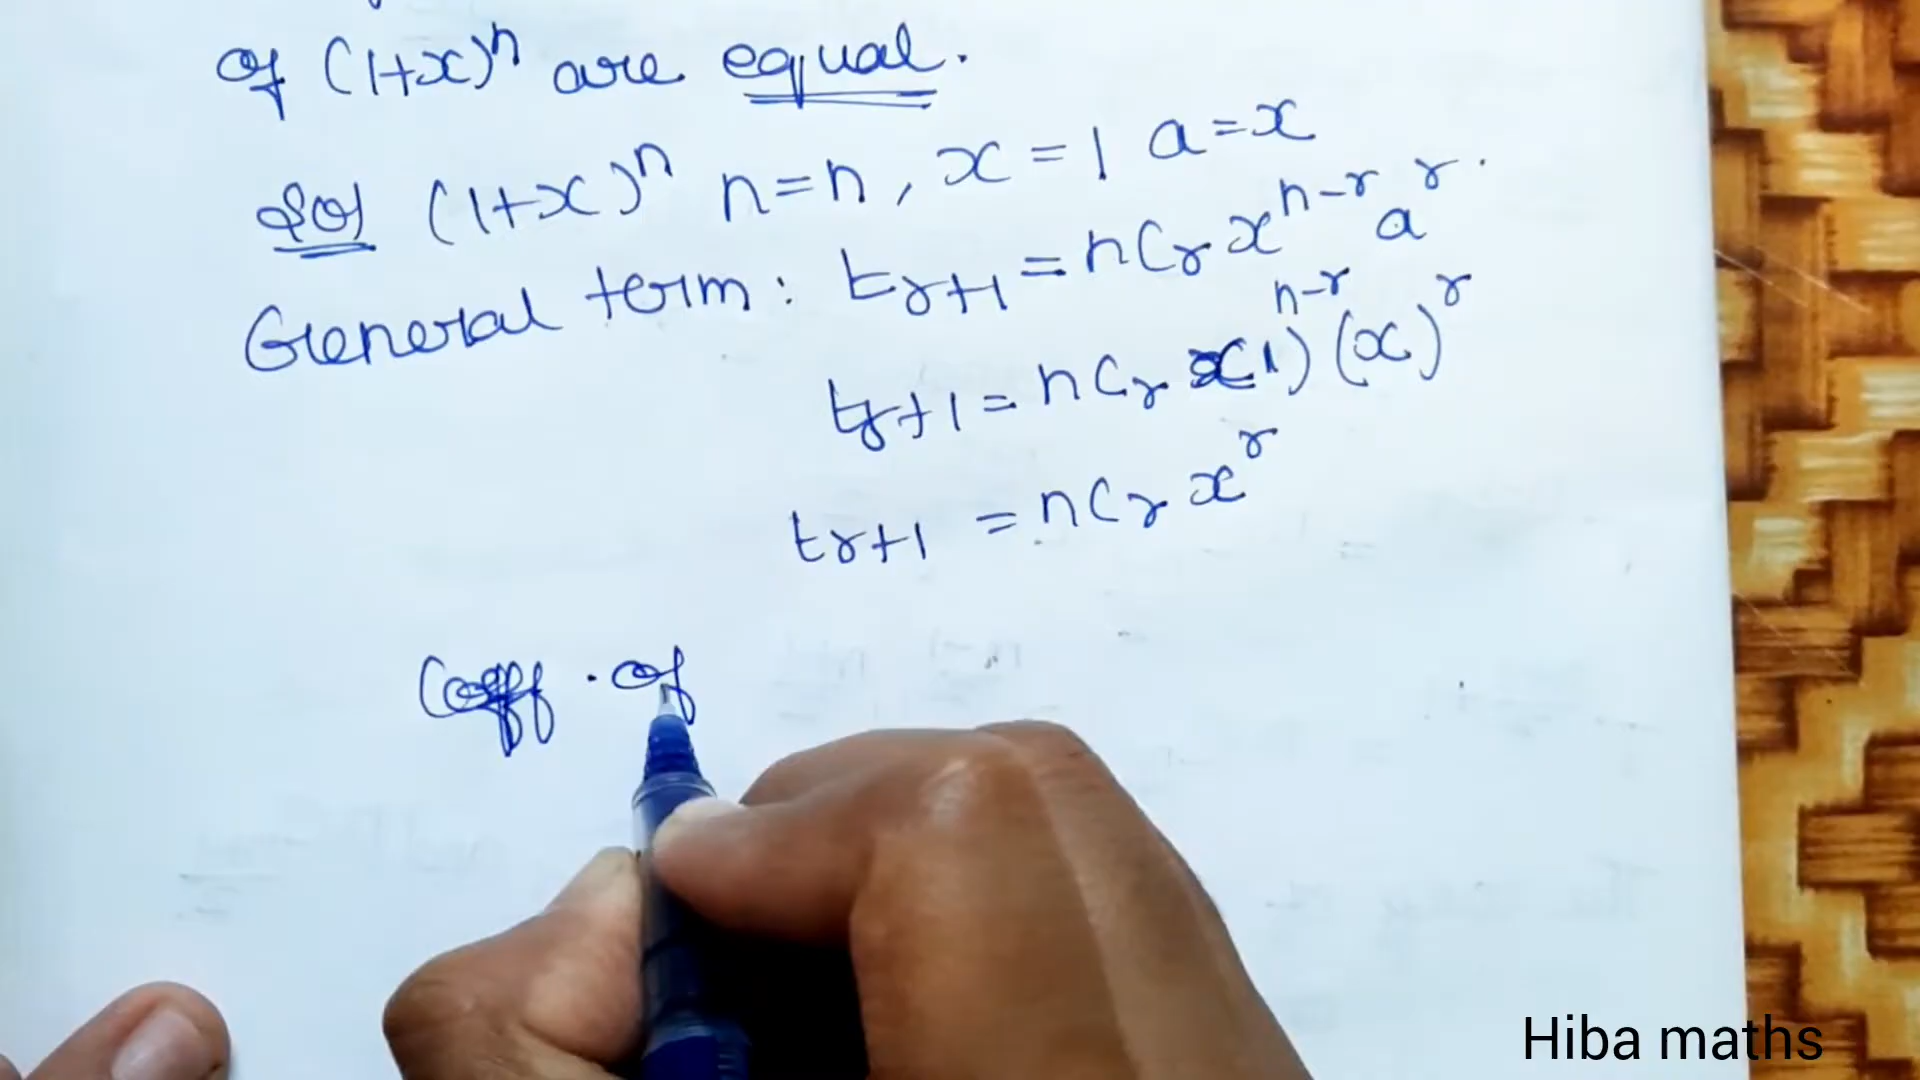 of (1+x)^n are equal.
Sol (1+x)^n n=n, x=1 a=x
General term: t_{r+1} = nC_r x^{n-r} a^r.
t_{r+1} = nC_r (1)^{n-r} (x)^r
t_{r+1} = nC_r x^r
Coeff. of
Hiba maths